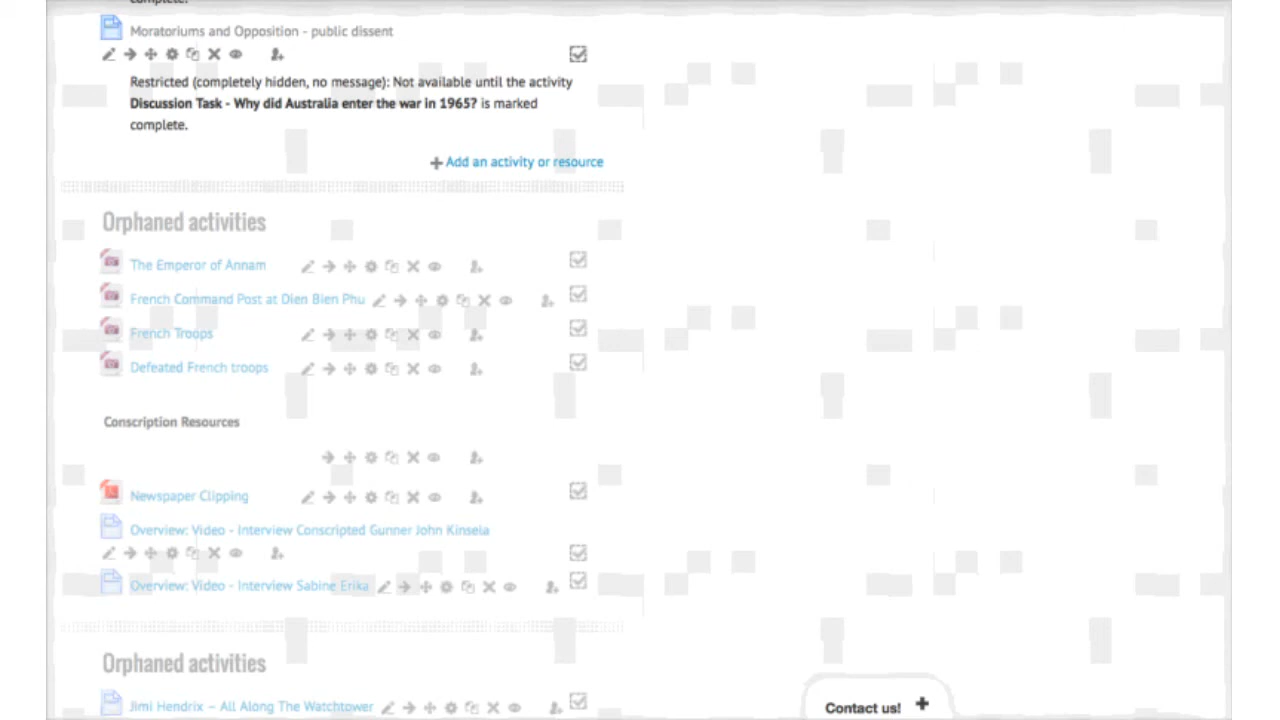 complete.
Moratoriums and Opposition - public dissent
Restricted (completely hidden, no message): Not available until the activity
Discussion Task - Why did Australia enter the war in 1965? is marked
complete.
Add an activity or resource
Orphaned activities
The Emperor of Annam
French Command Post at Dien Bien Phu
French Troops
Defeated French troops
Conscription Resources
Newspaper Clipping
Overview: Video - Interview Conscripted Gunner John Kinsela
Overview: Video - Interview Sabine Erika
Orphaned activities
Jimi Hendrix – All Along The Watchtower
Contact us!